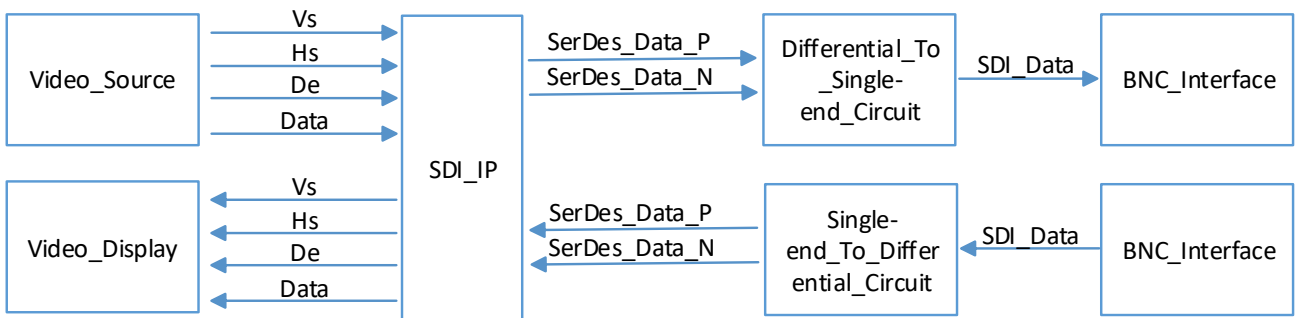 Video_Source
Vs
Hs
De
Data
SDI_IP
SerDes_Data_P
SerDes_Data_N
Differential_To
_Single-
end_Circuit
SDI_Data
BNC_Interface
Video_Display
Vs
Hs
De
Data
SerDes_Data_P
SerDes_Data_N
Single-
end_To_Differ
ential_Circuit
SDI_Data
BNC_Interface